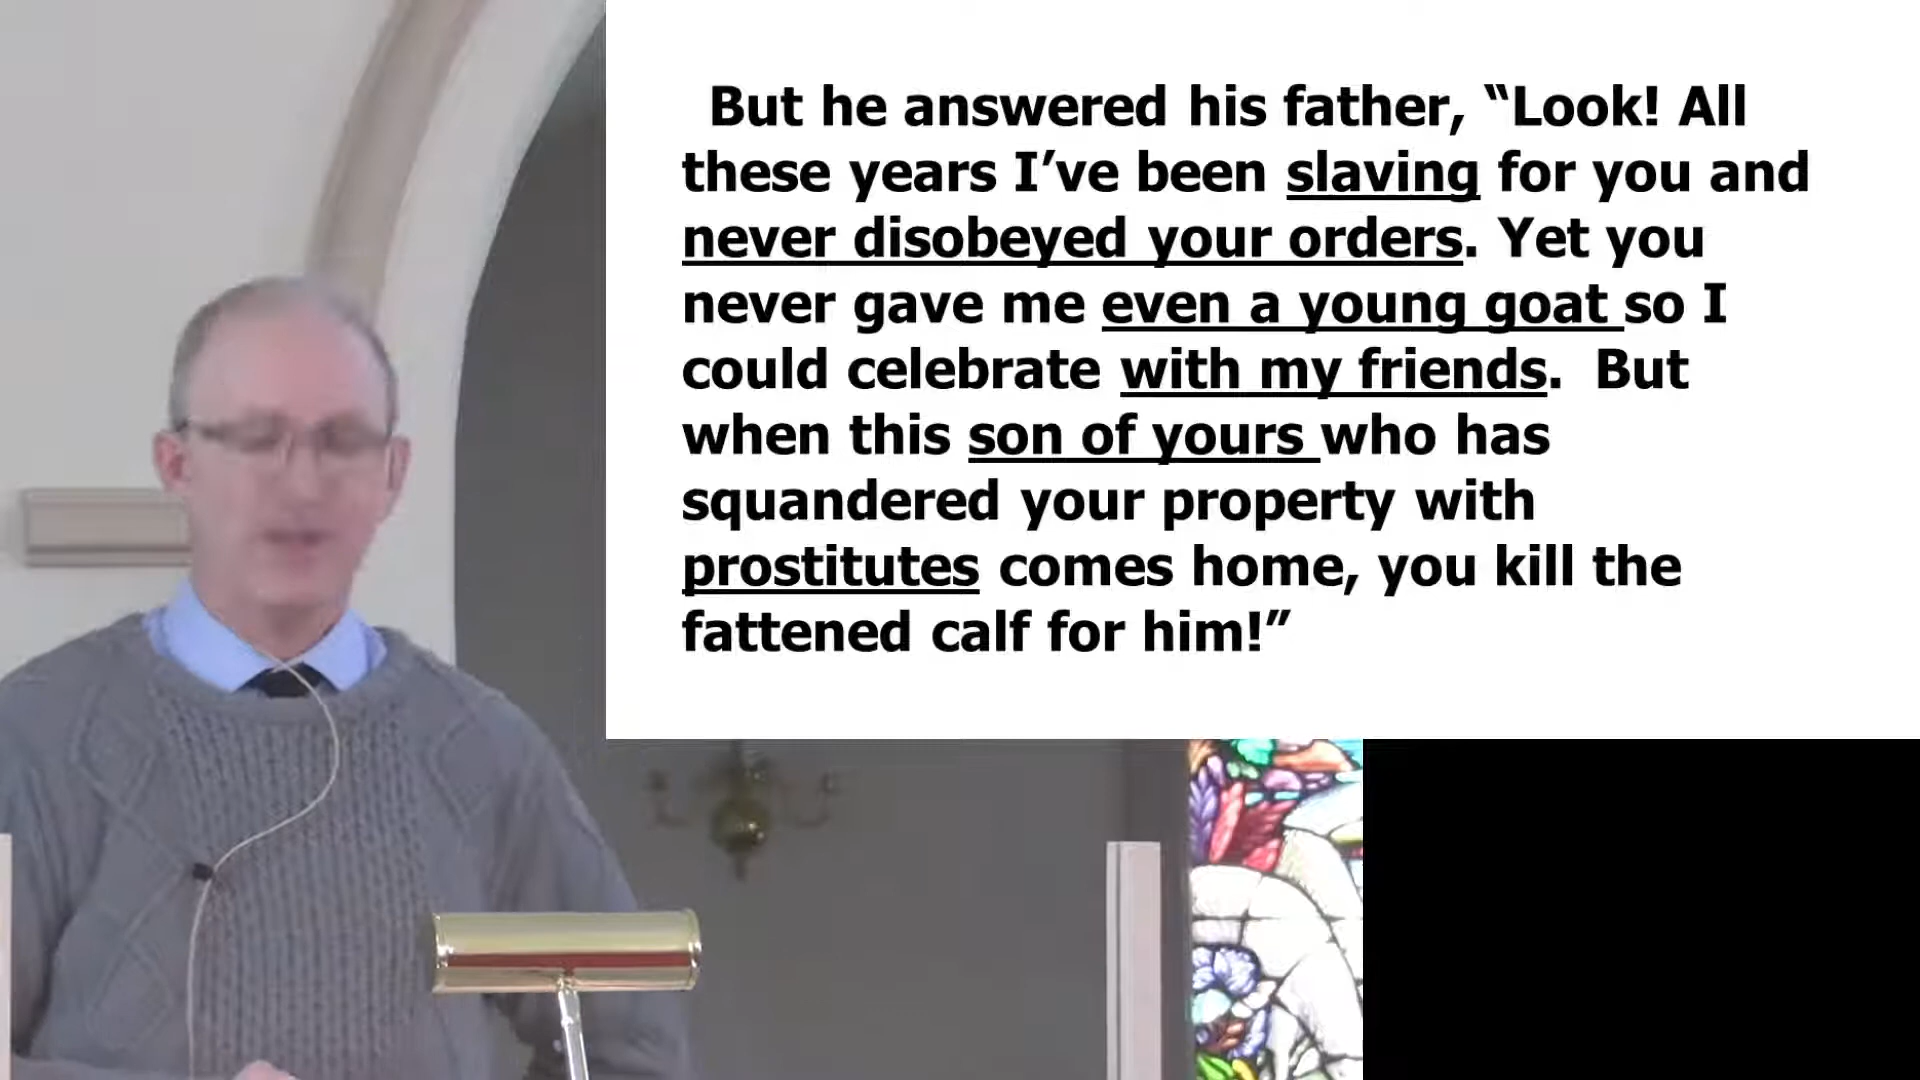 But he answered his father, “Look! All
these years I’ve been slaving for you and
never disobeyed your orders. Yet you
never gave me even a young goat so I
could celebrate with my friends.  But
when this son of yours who has
squandered your property with
prostitutes comes home, you kill the
fattened calf for him!”